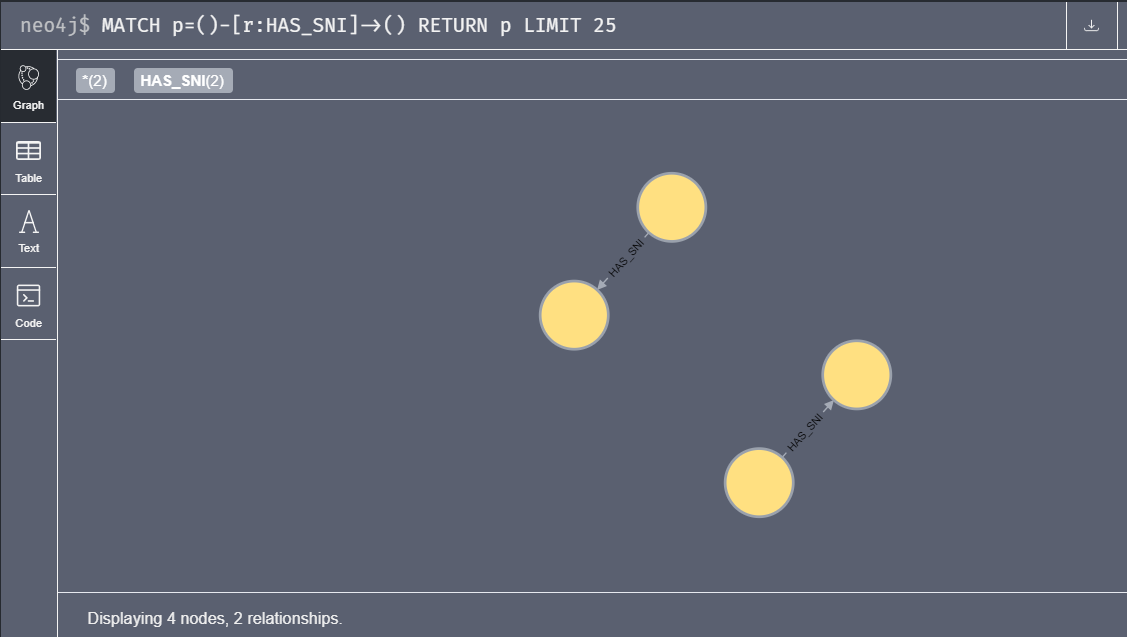 neo4j$ MATCH p=()-[r:HAS_SNI]->() RETURN p LIMIT 25
*(2) HAS_SNI(2)
Graph
Table
Text
Code
HAS_SNI
HAS_SNI
Displaying 4 nodes, 2 relationships.